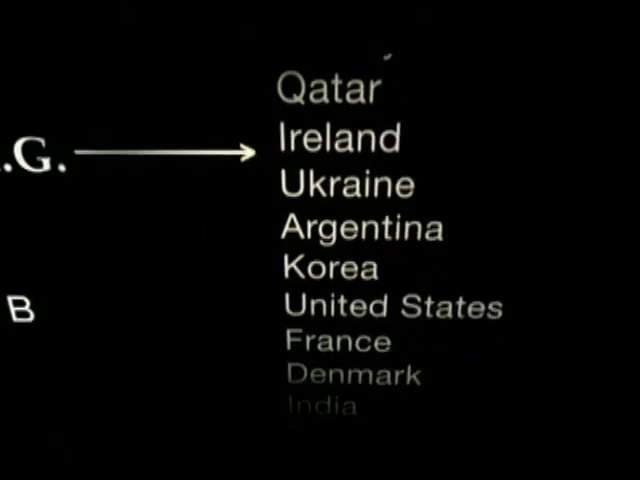 Qatar
.G.
Ireland
Ukraine
Argentina
Korea
B
United States
France
Denmark
India